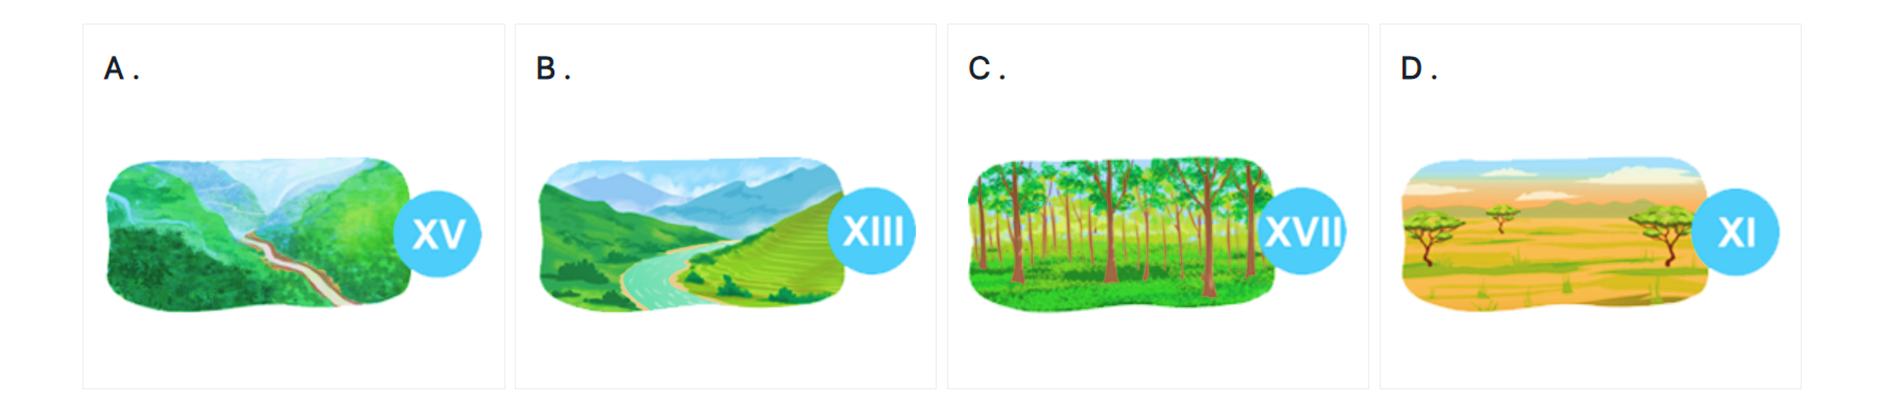 A .
XV
B .
XIII
C .
XVII
D .
XI